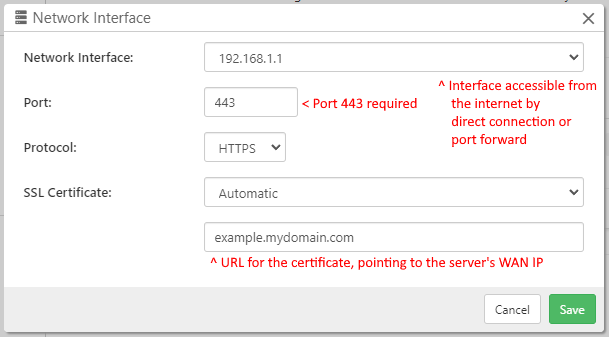 Network Interface
Network Interface:
192.168.1.1
Port:
443
< Port 443 required
^ Interface accessible from
the internet by
direct connection or
port forward
Protocol:
HTTPS
SSL Certificate:
Automatic
example.mydomain.com
^ URL for the certificate, pointing to the server's WAN IP
Cancel
Save